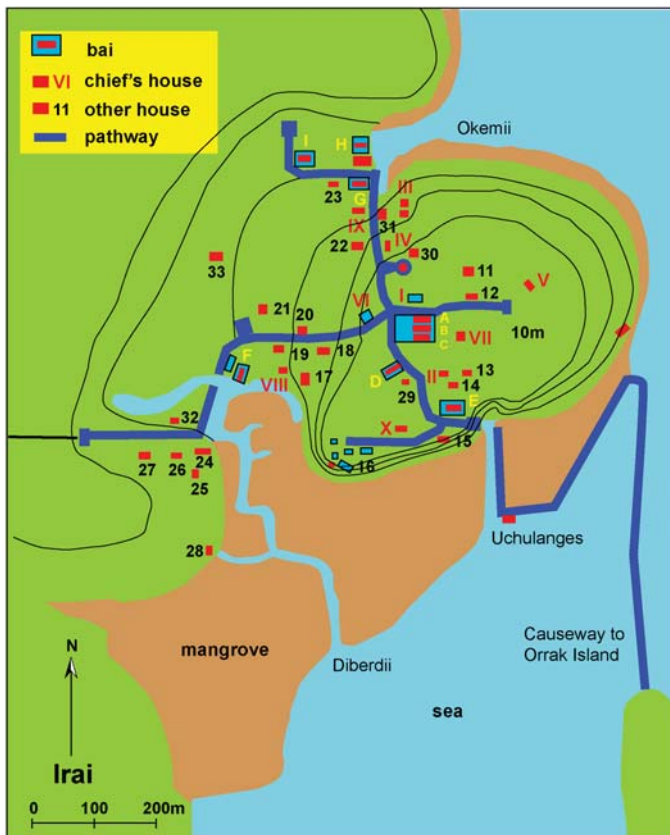 bai
VI chief's house
11 other house
pathway
Okemii
I
H
23
G
III
IX
31
22
IV
30
33
11
V
12
I
VI
21
20
A
B
C
VII
10m
19
18
F
VIII
17
D
II
13
14
29
E
32
X
15
16
27
26
24
25
Uchulanges
28
mangrove
Diberdii
Causeway to
Orrak Island
sea
N
Irai
0 100 200m